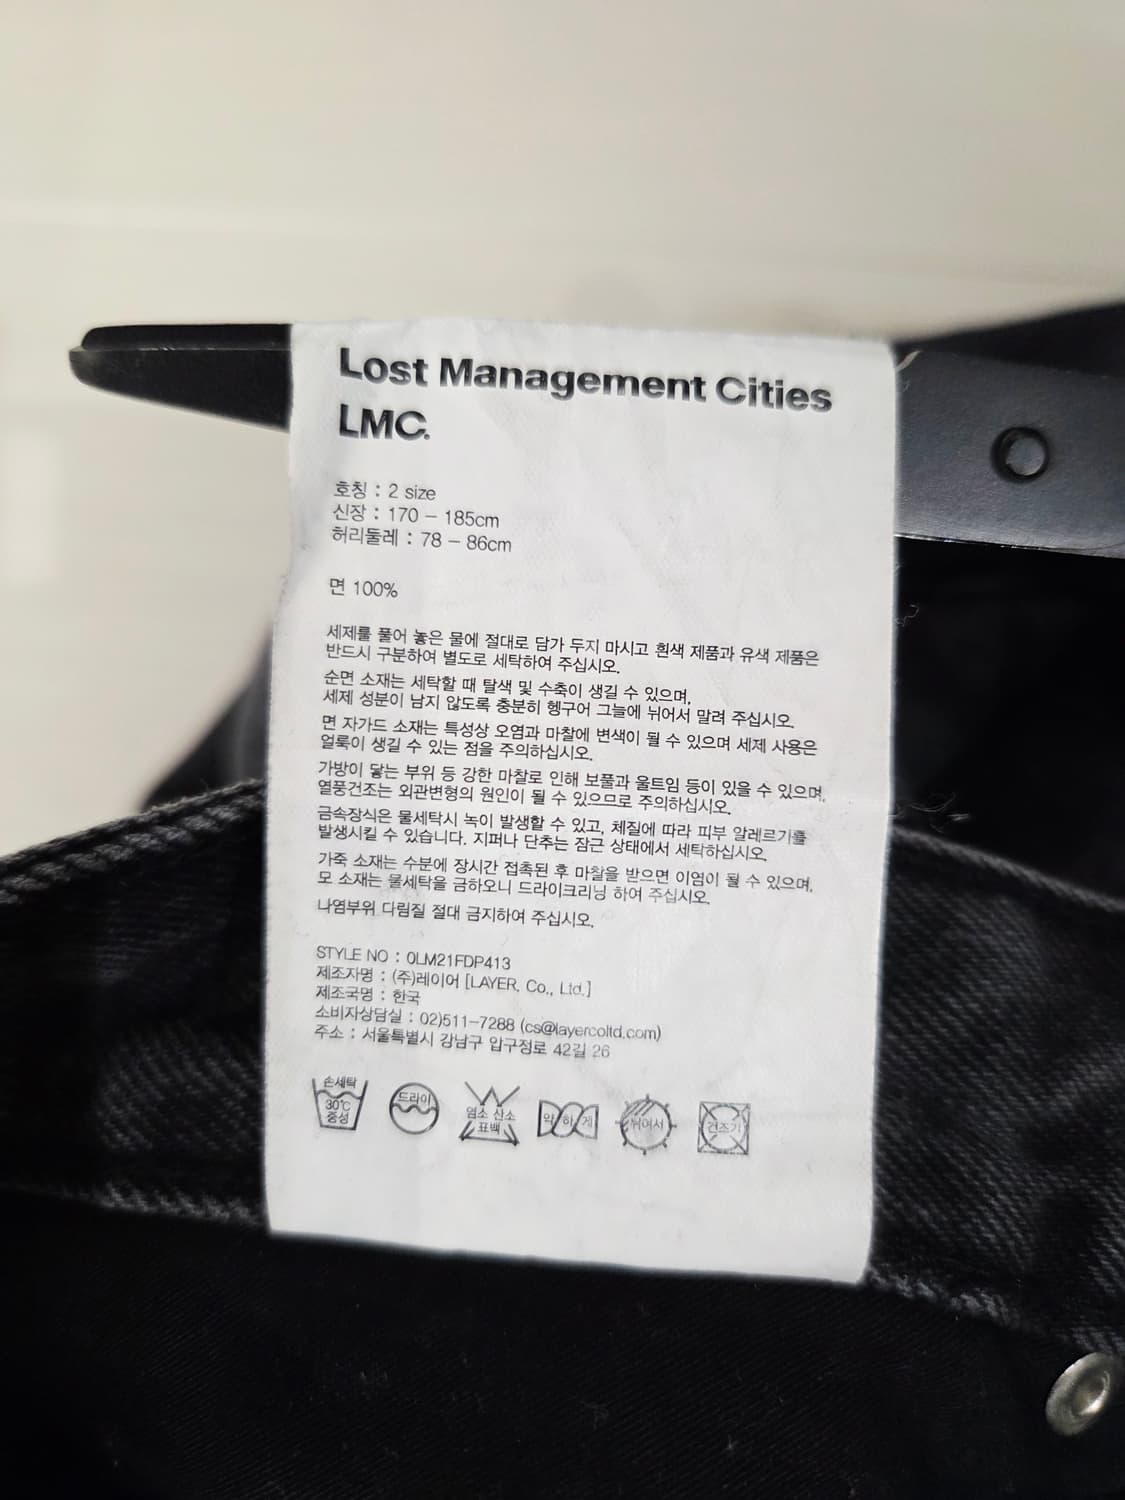 Lost Management Cities
LMC.
호칭 : 2 size
신장 : 170 - 185cm
허리둘레 : 78 - 86cm
면 100%
세제를 풀어 놓은 물에 절대로 담가 두지 마시고 흰색 제품과 유색 제품은
반드시 구분하여 별도로 세탁하여 주십시오.
순면 소재는 세탁할 때 탈색 및 수축이 생길 수 있으며,
세제 성분이 남지 않도록 충분히 헹구어 그늘에 뉘어서 말려 주십시오.
면 자가드 소재는 특성상 오염과 마찰에 변색이 될 수 있으며 세제 사용은
얼룩이 생길 수 있는 점을 주의하십시오.
가방이 닿는 부위 등 강한 마찰로 인해 보풀과 울트임 등이 있을 수 있으며,
열풍건조는 외관변형의 원인이 될 수 있으므로 주의하십시오.
금속장식은 물세탁시 녹이 발생할 수 있고, 체질에 따라 피부 알레르기를
발생시킬 수 있습니다. 지퍼나 단추는 잠근 상태에서 세탁하십시오.
가죽 소재는 수분에 장시간 접촉된 후 마찰을 받으면 이염이 될 수 있으며,
모 소재는 물세탁을 금하오니 드라이크리닝 하여 주십시오.
나염부위 다림질 절대 금지하여 주십시오.
STYLE NO : 0LM21FDP413
제조자명 : (주)레이어 [LAYER. Co., Ltd.]
제조국명 : 한국
소비자상담실 : 02)511-7288 (cs@layercoltd.com)
주소 : 서울특별시 강남구 압구정로 42길 26
손세탁 30℃ 중성
드라이
염소 산소 표백
약하게
뉘어서
건조기